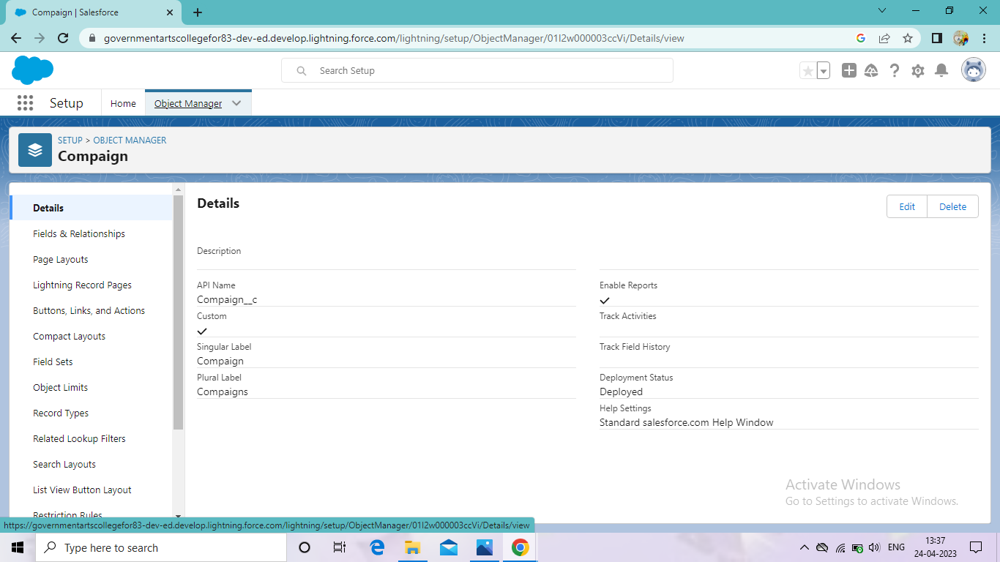 Compaign | Salesforce
governmentartscollegefor83-dev-ed.develop.lightning.force.com/lightning/setup/ObjectManager/01I2w000003ccVi/Details/view
Search Setup
Setup
Home
Object Manager
SETUP > OBJECT MANAGER
Compaign
Details
Fields & Relationships
Page Layouts
Lightning Record Pages
Buttons, Links, and Actions
Compact Layouts
Field Sets
Object Limits
Record Types
Related Lookup Filters
Search Layouts
List View Button Layout
Restriction Rules
Details
Edit
Delete
Description
API Name
Compaign__c
Custom
Singular Label
Compaign
Plural Label
Compaigns
Enable Reports
Track Activities
Track Field History
Deployment Status
Deployed
Help Settings
Standard salesforce.com Help Window
Activate Windows
Go to Settings to activate Windows.
https://governmentartscollegefor83-dev-ed.develop.lightning.force.com/lightning/setup/ObjectManager/01I2w000003ccVi/Details/view
Type here to search
ENG
13:37
24-04-2023